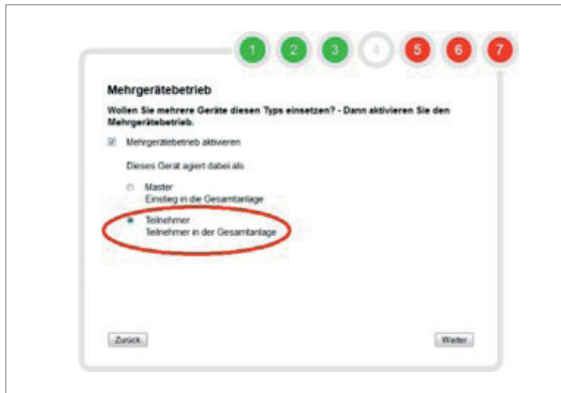 1 2 3 4 5 6 7
Mehrgerätebetrieb
Wollen Sie mehrere Geräte diesen Typs einsetzen? - Dann aktivieren Sie den
Mehrgerätebetrieb.
Mehrgerätebetrieb aktivieren
Dieses Gerät agiert dabei als
Master
Einstieg in die Gesamtanlage
Teilnehmer
Teilnehmer in der Gesamtanlage
Zurück Weiter